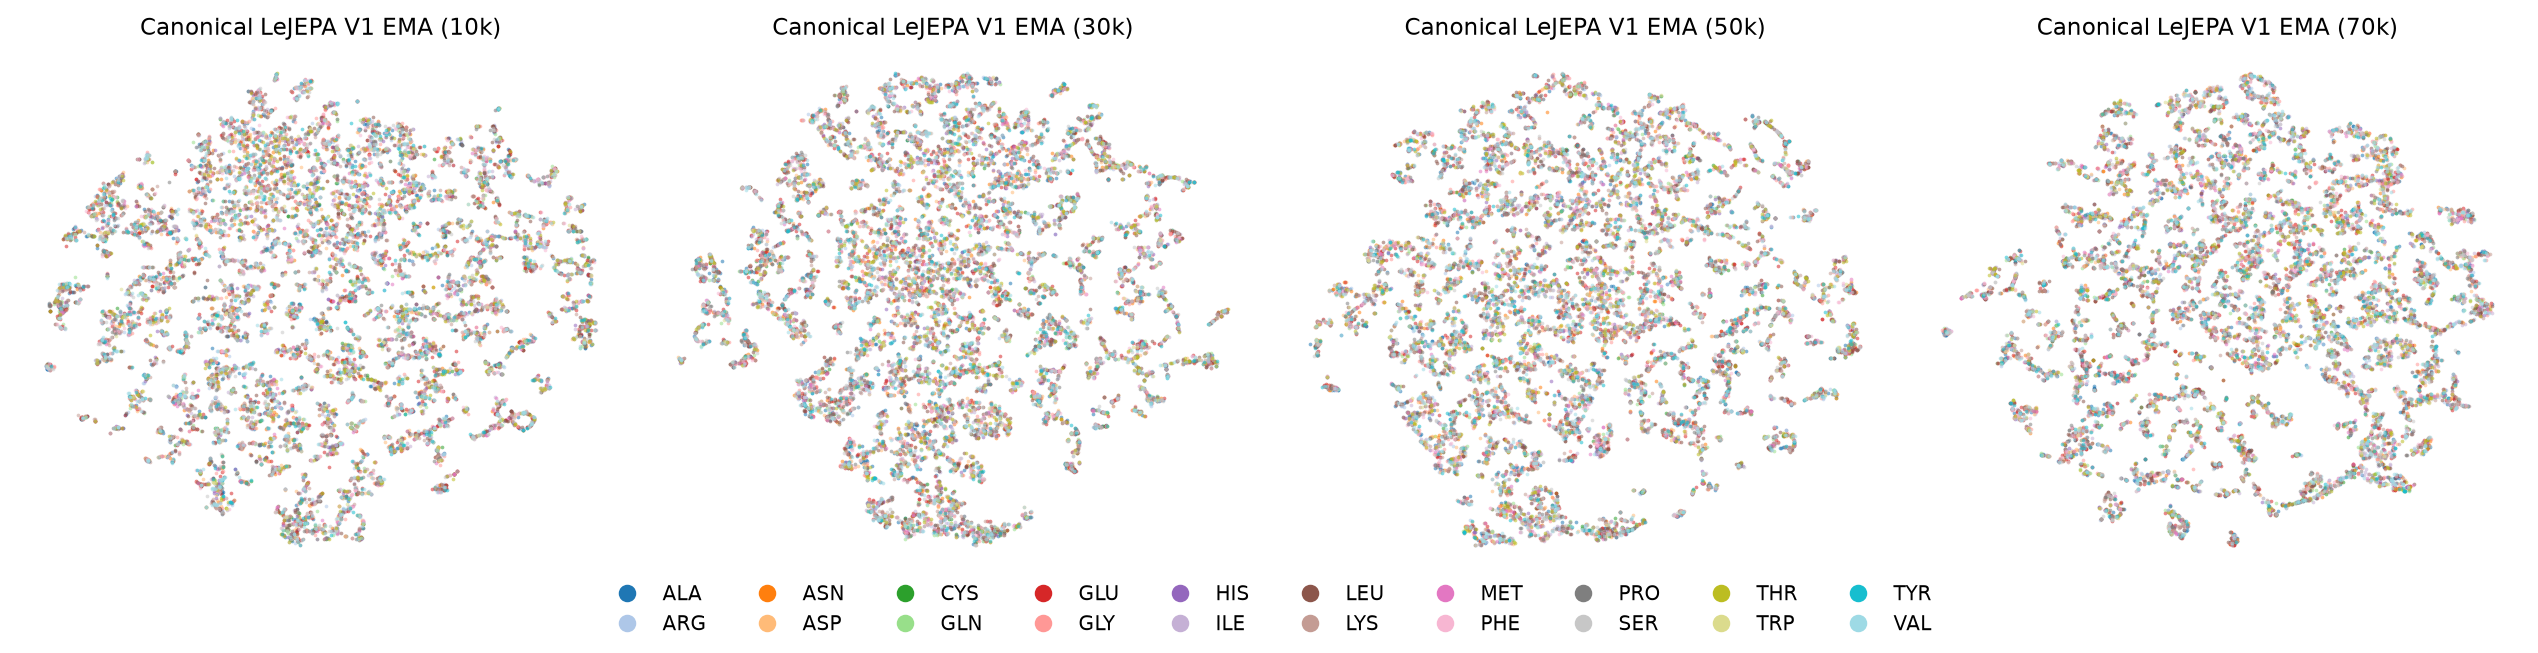 Canonical LeJEPA V1 EMA (10k)
Canonical LeJEPA V1 EMA (30k)
Canonical LeJEPA V1 EMA (50k)
Canonical LeJEPA V1 EMA (70k)
ALA ASN CYS GLU HIS LEU MET PRO THR TYR
ARG ASP GLN GLY ILE LYS PHE SER TRP VAL